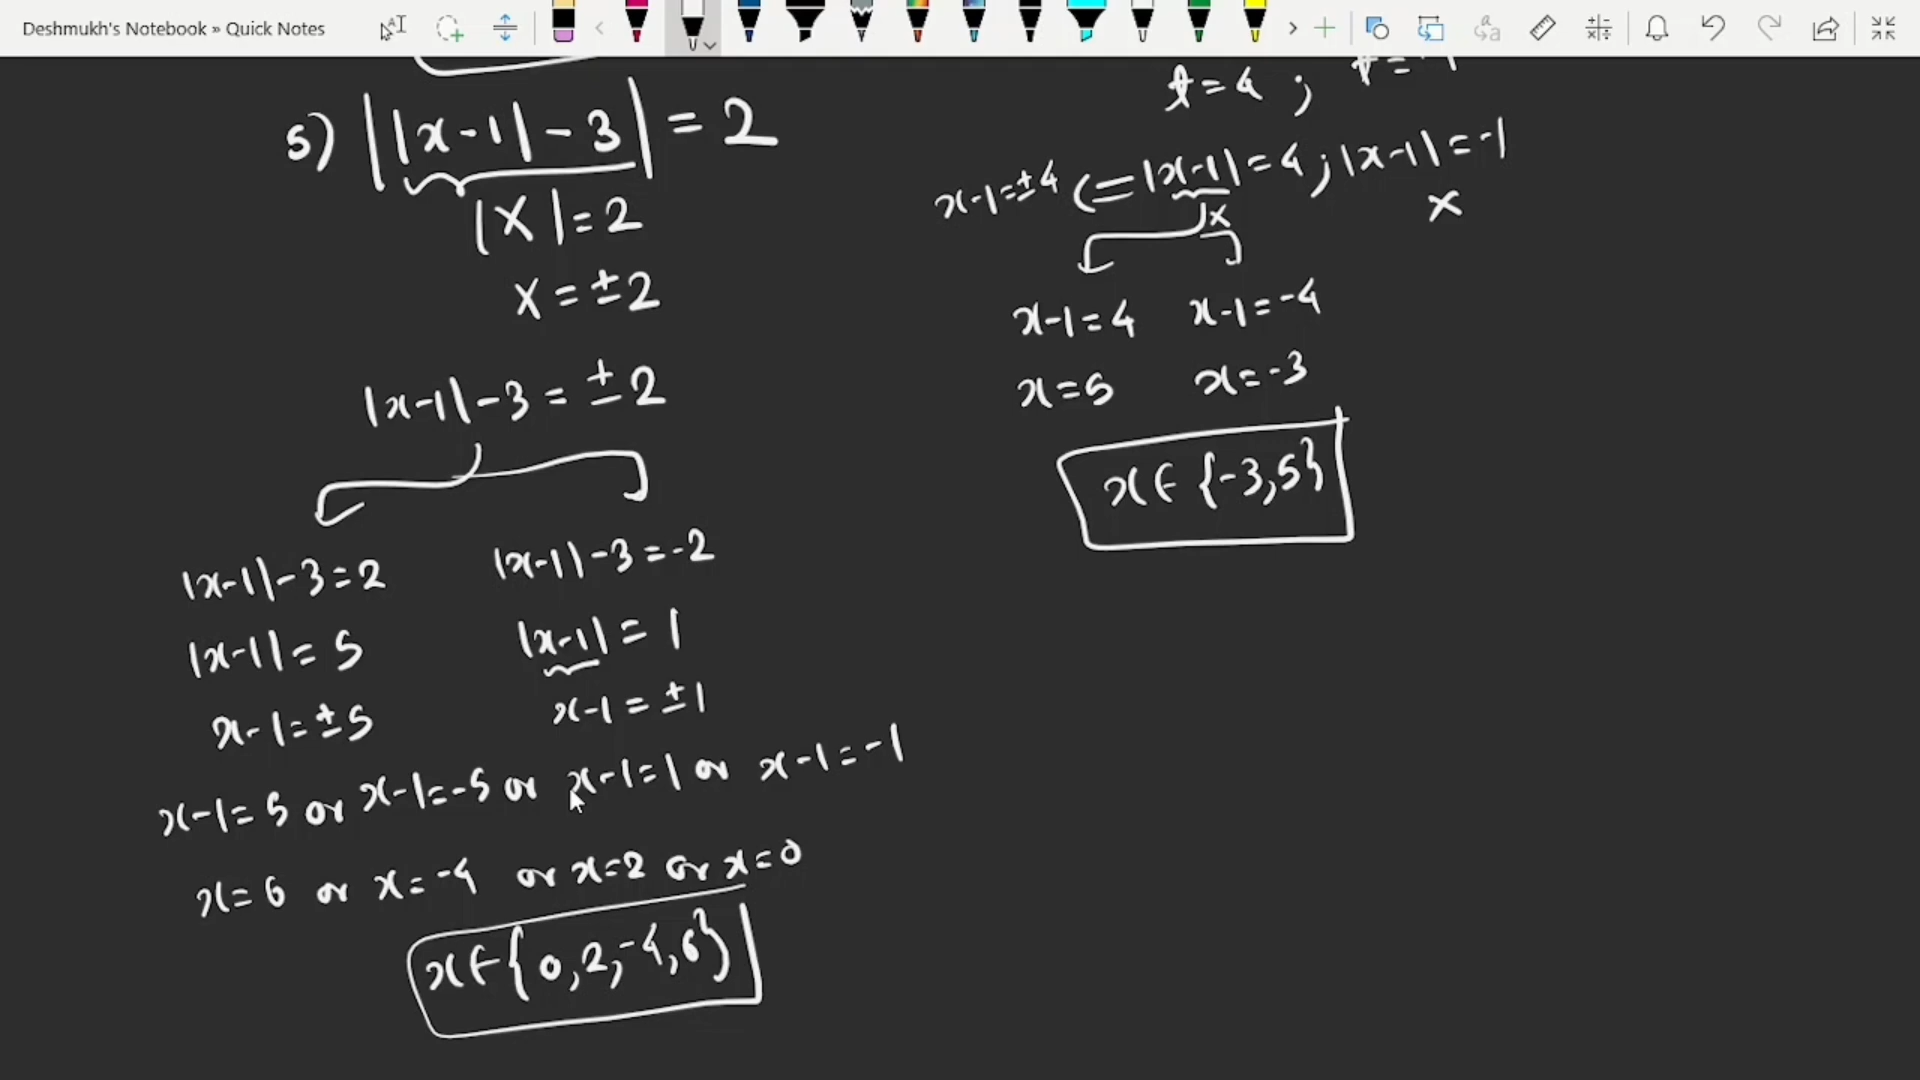 Deshmukh's Notebook » Quick Notes
5) ||x-1|-3| = 2
|X| = 2
X = ±2
|x-1|-3 = ±2
|x-1|-3=2 |x-1|-3=-2
|x-1|= 5 |x-1| = 1
x-1=±5 x-1 = ±1
x-1=5 or x-1=-5 or x-1=1 or x-1=-1
x=6 or x=-4 or x=2 or x=0
x∈{0,2,-4,6}
t=4 ;
x-1=±4 <= |x-1|=4 ; |x-1|=-1
x
x-1=4 x-1=-4
x=5 x=-3
x∈{-3,5}